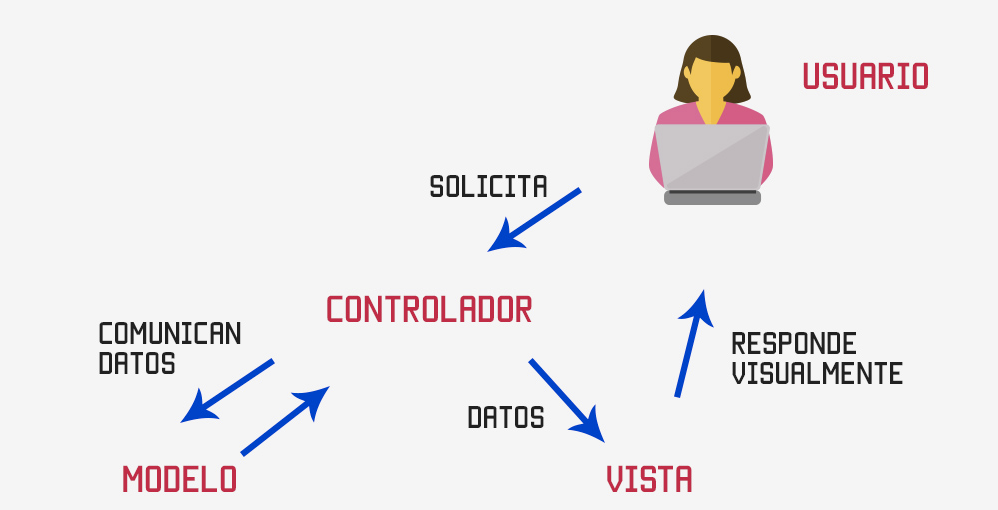 USUARIO
SOLICITA
CONTROLADOR
COMUNICAN
DATOS
RESPONDE
VISUALMENTE
DATOS
MODELO
VISTA